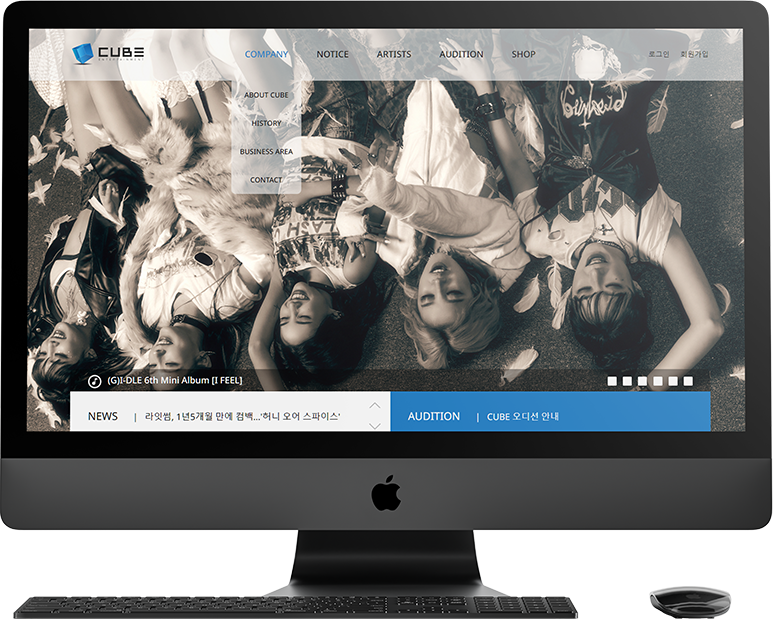 CUBE
ENTERTAINMENT
COMPANY NOTICE ARTISTS AUDITION SHOP 로그인 회원가입
ABOUT CUBE
HISTORY
BUSINESS AREA
CONTACT
(G)I-DLE 6th Mini Album [I FEEL]
NEWS | 라잇썸, 1년5개월 만에 컴백...'허니 오어 스파이스' AUDITION | CUBE 오디션 안내